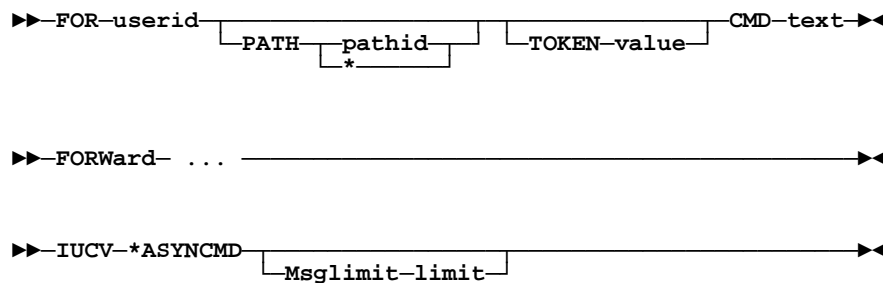 ▶▶─FOR─userid─┬──────────────────┬─┬───────────────┬─CMD─text─▶◀
└─PATH─┬─pathid─┬─┘ └─TOKEN─value─┘
└─*──────┘
▶▶─FORWard─ ... ─▶◀
▶▶─IUCV─*ASYNCMD─┬────────────────┬─▶◀
└─Msglimit─limit─┘